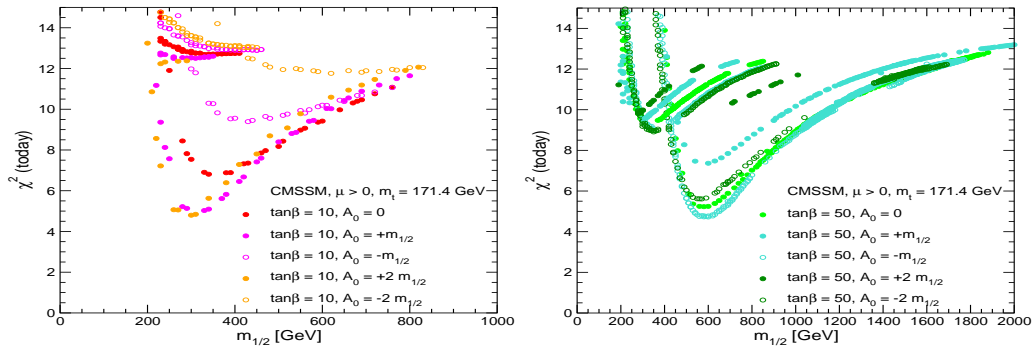 14
12
10
8
6
4
2
0
χ² (today)
CMSSM, μ > 0, mₜ = 171.4 GeV
tanβ = 10, A₀ = 0
tanβ = 10, A₀ = +m₁/₂
tanβ = 10, A₀ = -m₁/₂
tanβ = 10, A₀ = +2 m₁/₂
tanβ = 10, A₀ = -2 m₁/₂
0 200 400 600 800 1000
m₁/₂ [GeV]
14
12
10
8
6
4
2
0
χ² (today)
CMSSM, μ > 0, mₜ = 171.4 GeV
tanβ = 50, A₀ = 0
tanβ = 50, A₀ = +m₁/₂
tanβ = 50, A₀ = -m₁/₂
tanβ = 50, A₀ = +2 m₁/₂
tanβ = 50, A₀ = -2 m₁/₂
0 200 400 600 800 1000 1200 1400 1600 1800 2000
m₁/₂ [GeV]